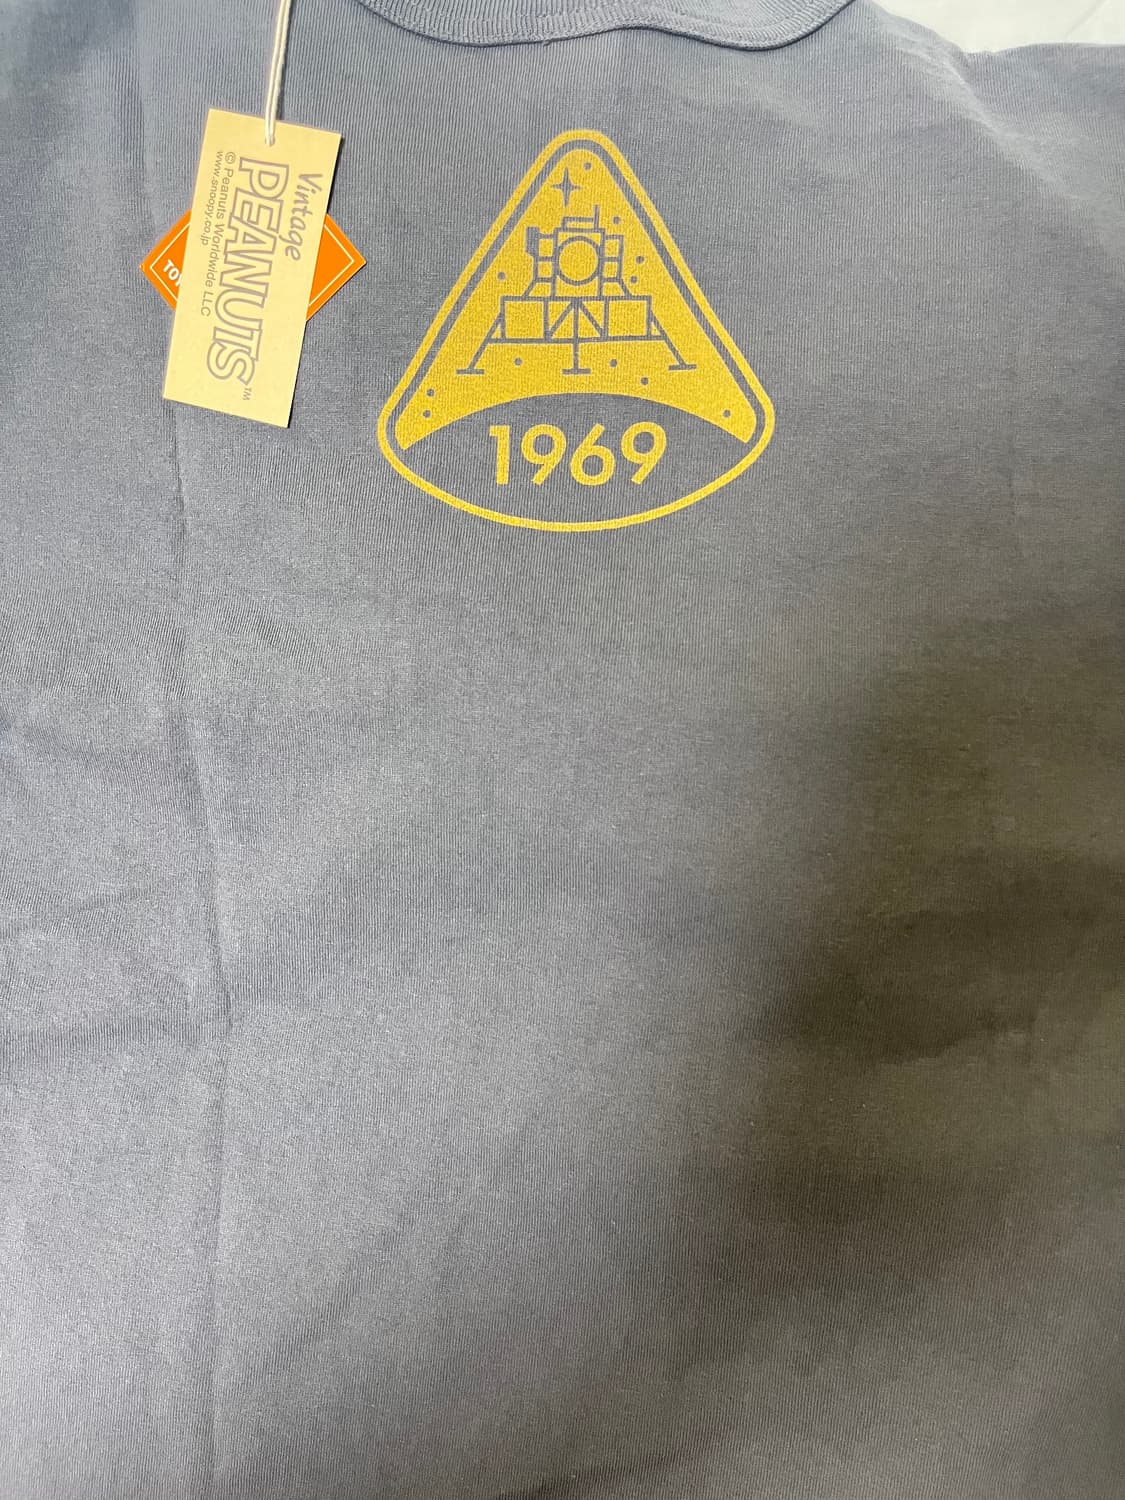 Vintage
PEANUTS™
© Peanuts Worldwide LLC
www.snoopy.co.jp
1969